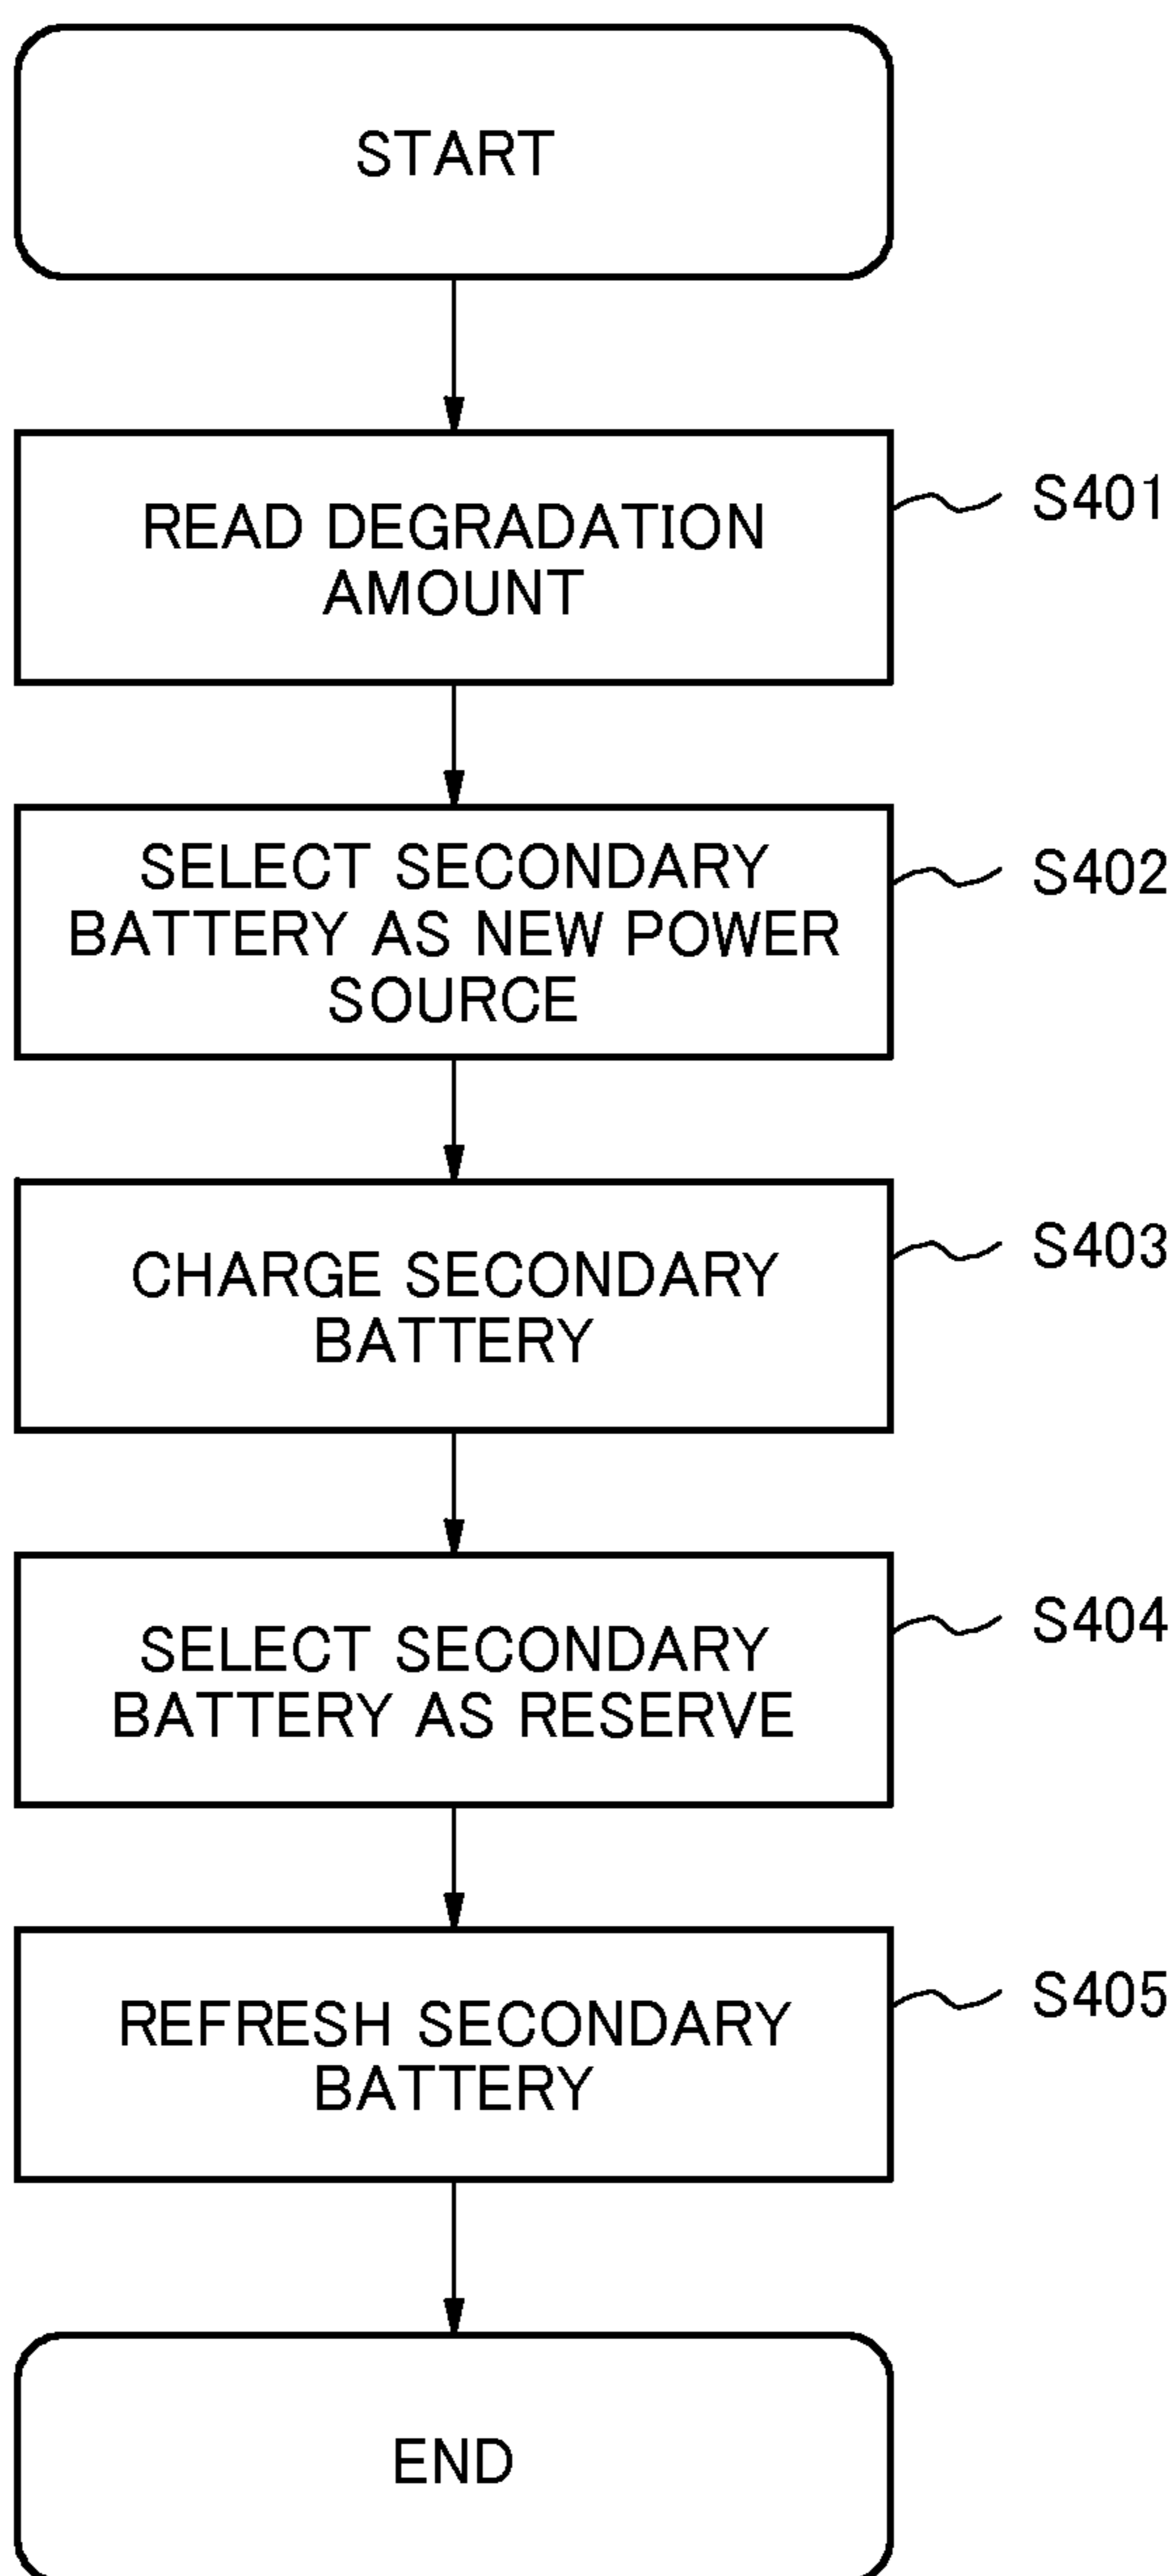 START
READ DEGRADATION
AMOUNT
S401
SELECT SECONDARY
BATTERY AS NEW POWER
SOURCE
S402
CHARGE SECONDARY
BATTERY
S403
SELECT SECONDARY
BATTERY AS RESERVE
S404
REFRESH SECONDARY
BATTERY
S405
END